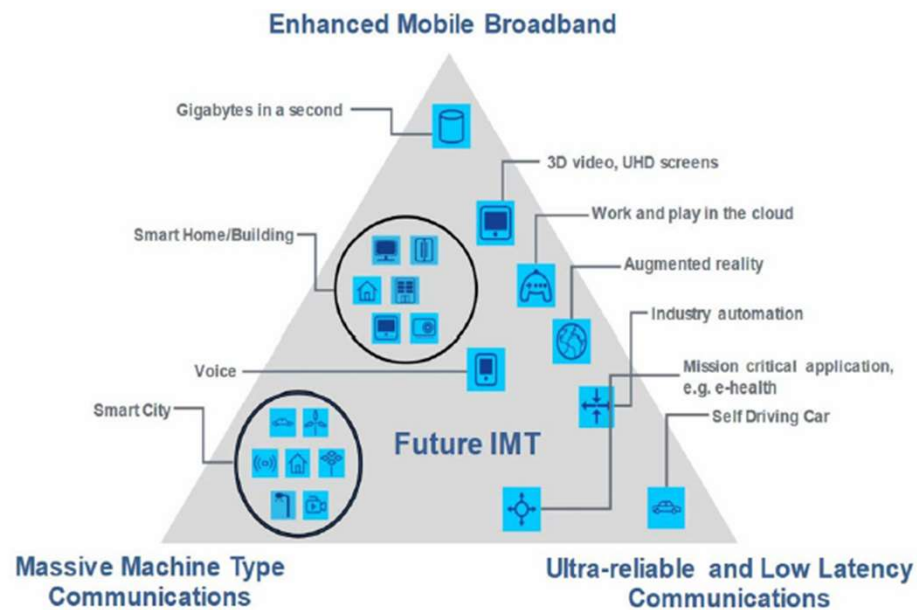 Enhanced Mobile Broadband
Gigabytes in a second
3D video, UHD screens
Work and play in the cloud
Smart Home/Building
Augmented reality
Industry automation
Mission critical application,
e.g. e-health
Voice
Smart City
Self Driving Car
Future IMT
Massive Machine Type
Communications
Ultra-reliable and Low Latency
Communications